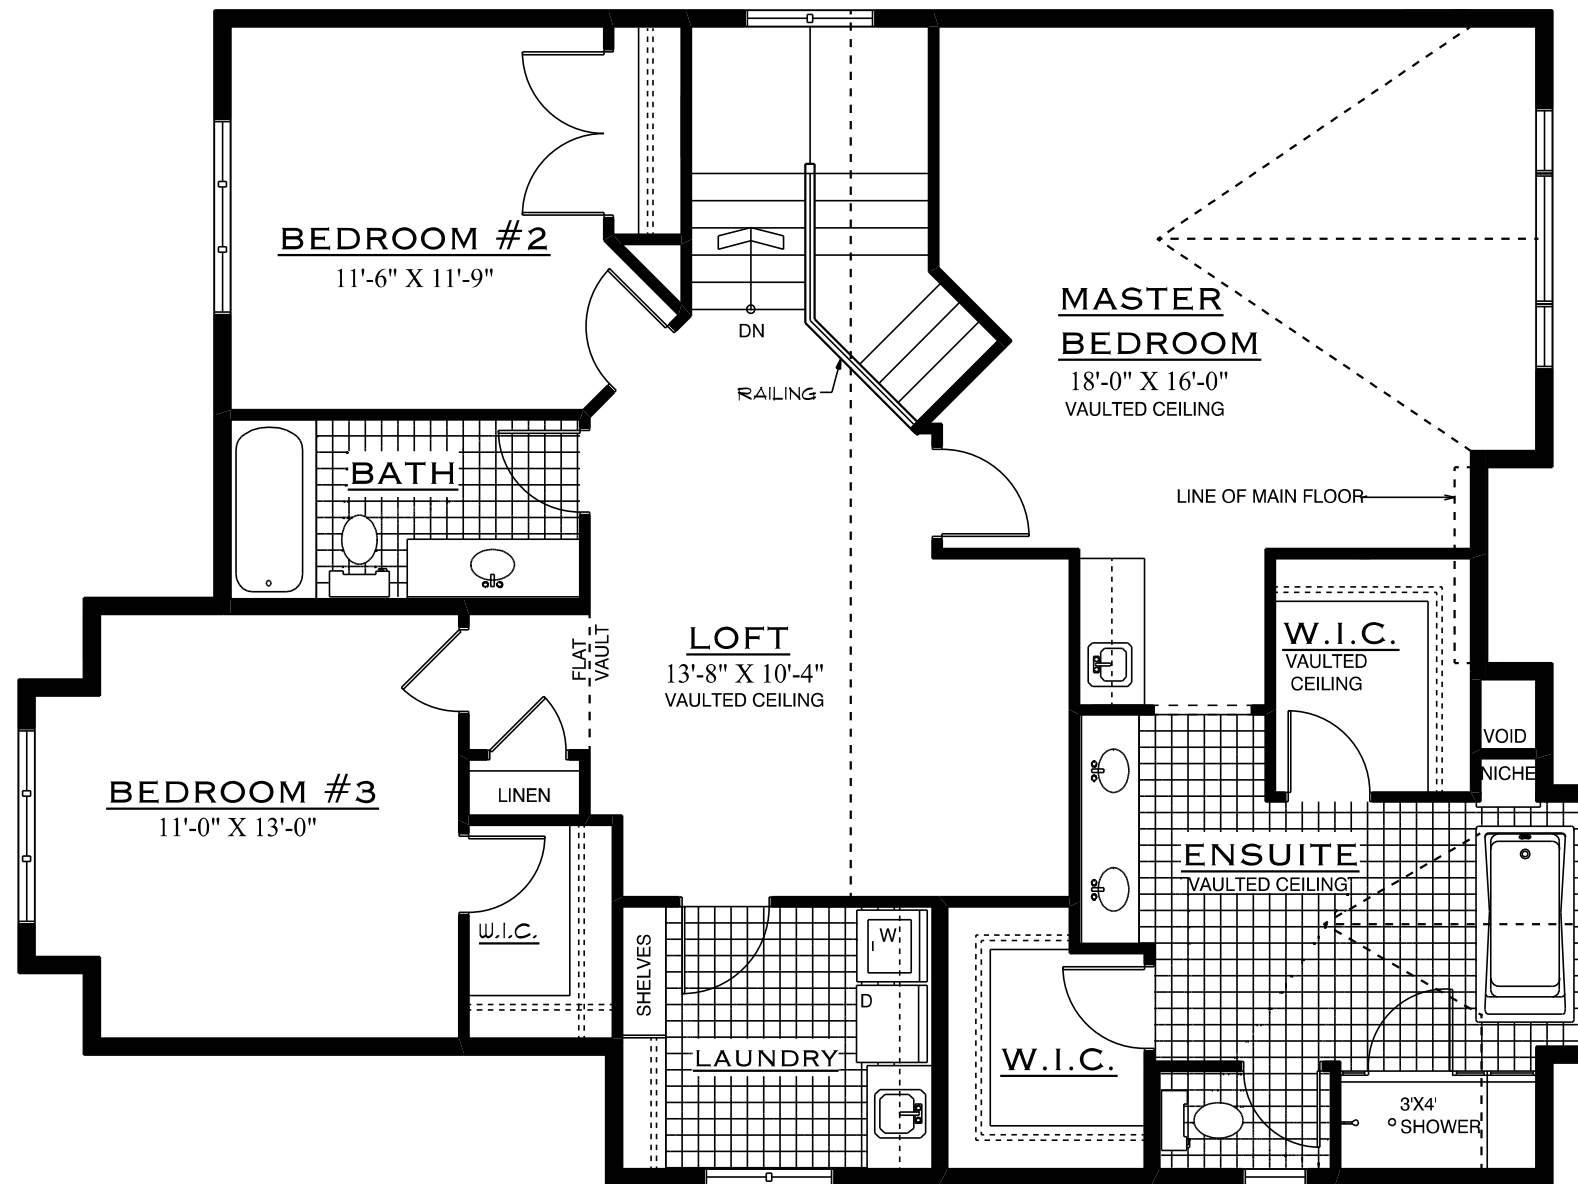 BEDROOM #2
11'-6" X 11'-9"
DN
RAILING
MASTER
BEDROOM
18'-0" X 16'-0"
VAULTED CEILING
BATH
LINE OF MAIN FLOOR
FLAT
VAULT
LOFT
13'-8" X 10'-4"
VAULTED CEILING
W.I.C.
VAULTED
CEILING
VOID
NICHE
BEDROOM #3
11'-0" X 13'-0"
LINEN
ENSUITE
VAULTED CEILING
W.I.C.
SHELVES
W
D
LAUNDRY
W.I.C.
3'X4'
SHOWER